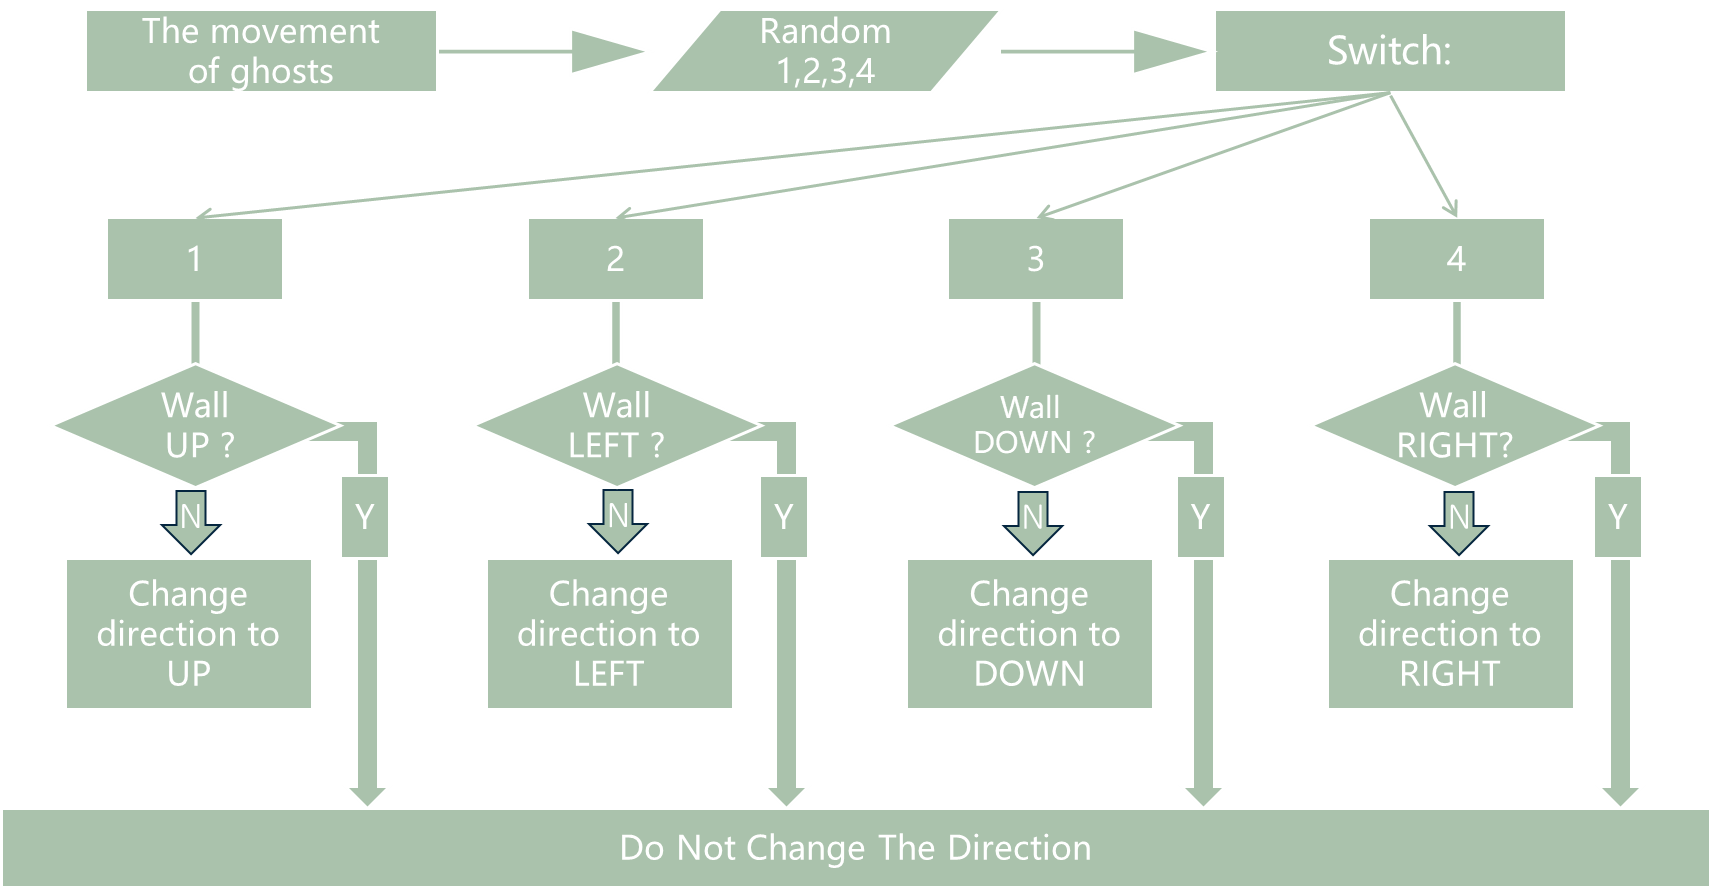 The movement
of ghosts
Random
1,2,3,4
Switch:
1
2
3
4
Wall
UP ?
Wall
LEFT ?
Wall
DOWN ?
Wall
RIGHT?
N
Y
N
Y
N
Y
N
Y
Change
direction to
UP
Change
direction to
LEFT
Change
direction to
DOWN
Change
direction to
RIGHT
Do Not Change The Direction